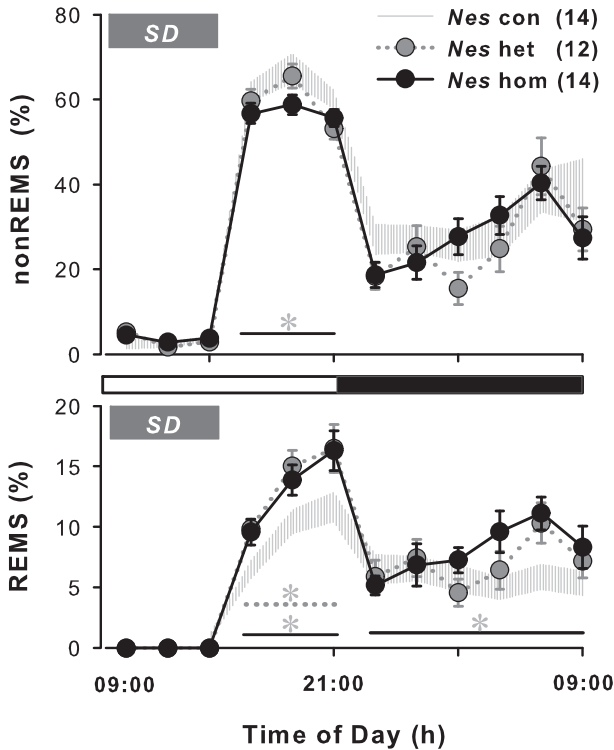 80
SD
Nes con (14)
Nes het (12)
Nes hom (14)
60
nonREMS (%)
40
20
*
0
20
SD
15
REMS (%)
10
5
*
*
*
0
09:00
21:00
09:00
Time of Day (h)